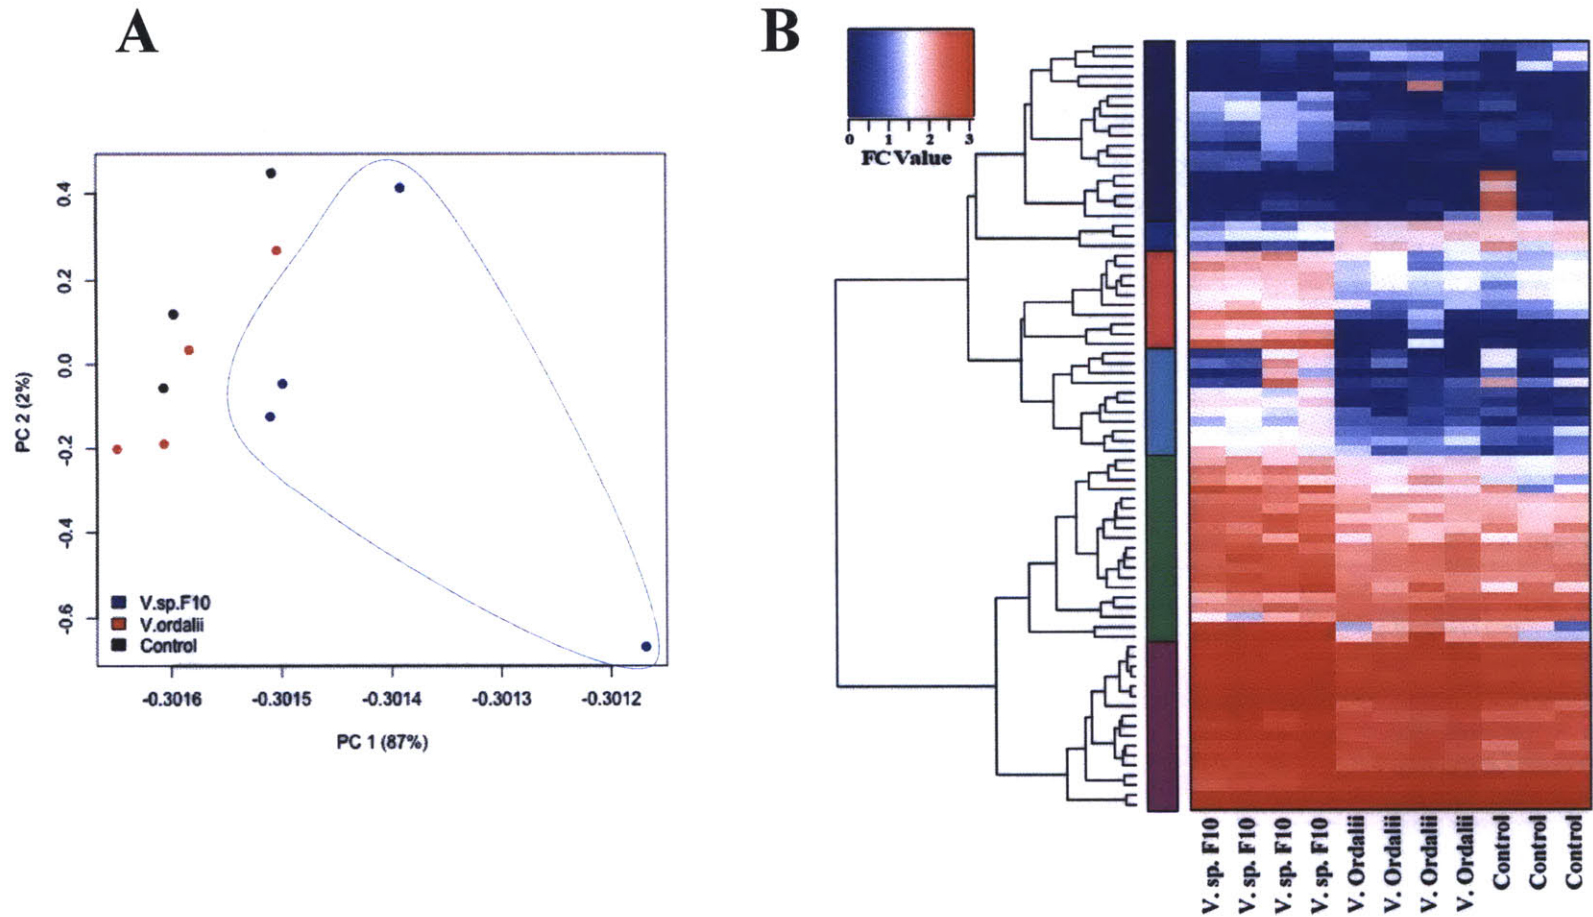 A
B
0.4
0.2
0.0
-0.2
-0.4
-0.6
PC 2 (2%)
V.sp.F10
V.ordalii
Control
-0.3016
-0.3015
-0.3014
-0.3013
-0.3012
PC 1 (87%)
0 1 2 3
FC Value
V. sp. F10
V. sp. F10
V. sp. F10
V. sp. F10
V. Ordalii
V. Ordalii
V. Ordalii
V. Ordalii
Control
Control
Control